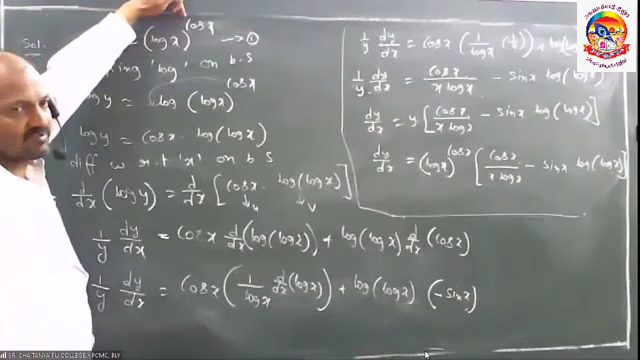 Sol.
= (log x)^cos x → ①
Taking 'log' on b.s
log y = log (log x)^cos x
log y = cos x . log (log x)
diff w.r.t 'x' on b s
d/dx (log y) = d/dx [cos x . log (log x)]
↓u ↓v
1/y dy/dx = cos x d/dx (log (log x)) + log (log x) d/dx (cos x)
1/y dy/dx = cos x (1/log x d/dx (log x)) + log (log x) (-sin x)
1/y dy/dx = cos x (1/log x (1/x)) + log (log
1/y . dy/dx = cos x / x log x - sin x log (log x)
dy/dx = y [cos x / x log x - sin x log (log x)]
dy/dx = (log x)^cos x [cos x / x log x - sin x log (log x)]
SRI CHAITANYA PU COLLEGE - PCMC, BLY